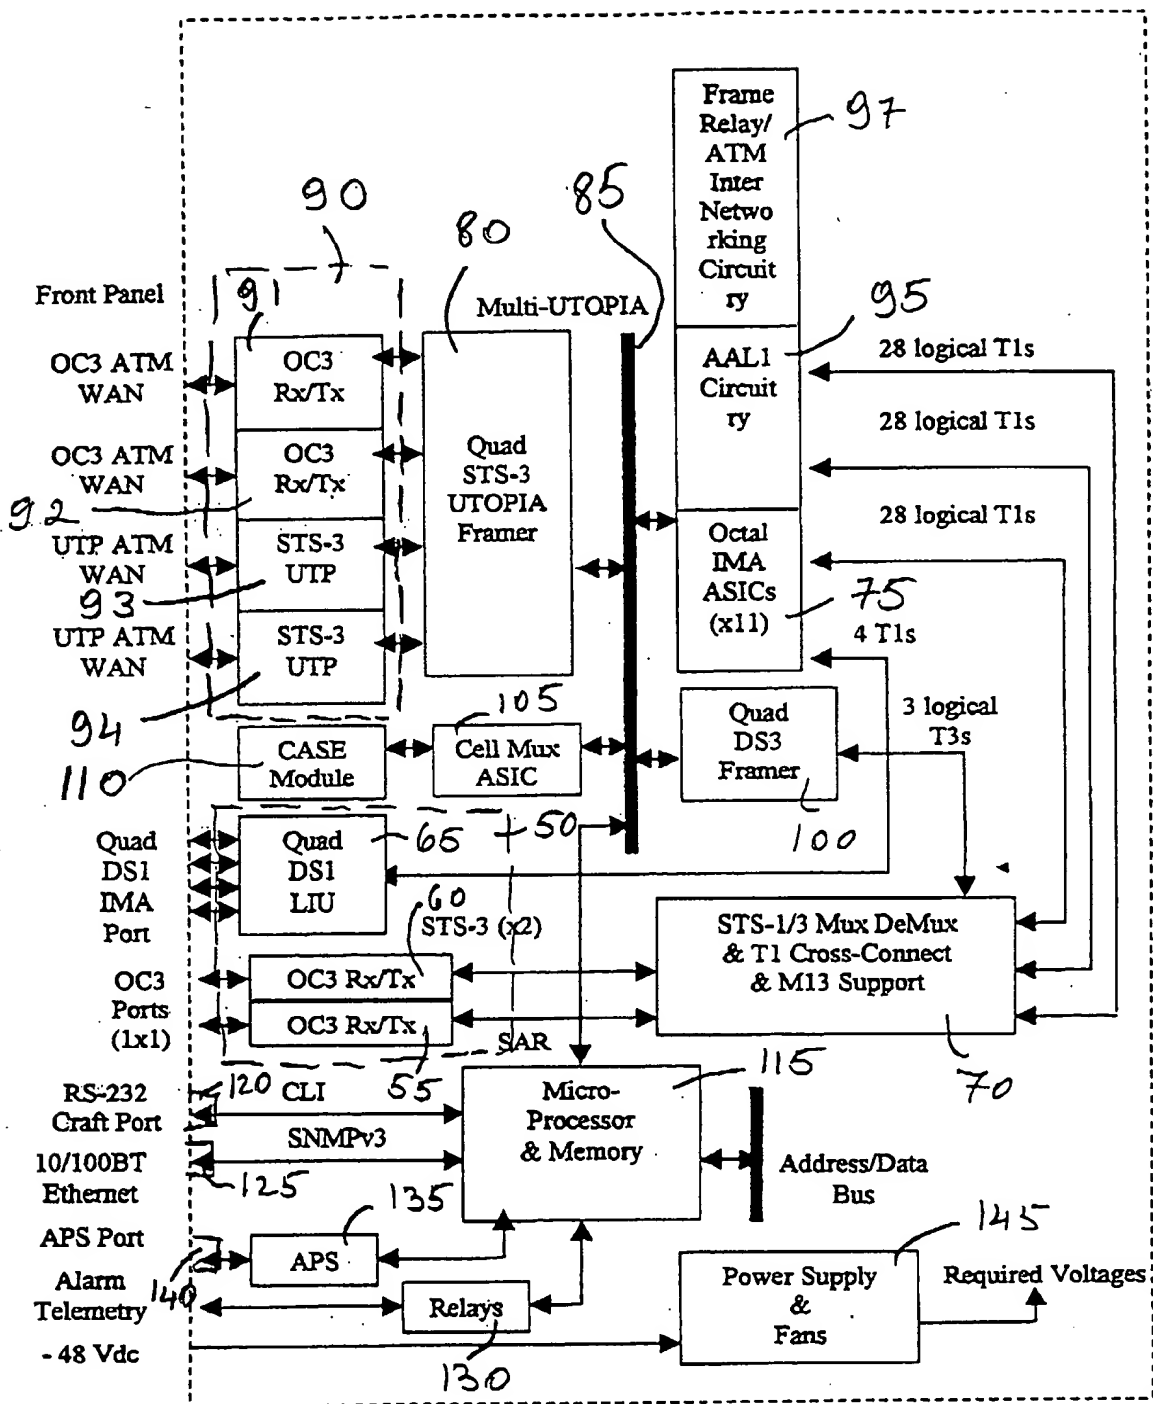 Frame
Relay/
ATM
Inter
Netwo
rking
Circuit
ry
97
90
80
85
Front Panel
91
Multi-UTOPIA
95
OC3 ATM
WAN
OC3
Rx/Tx
AAL1
Circuit
ry
28 logical T1s
28 logical T1s
OC3 ATM
WAN
OC3
Rx/Tx
92
Quad
STS-3
UTOPIA
Framer
28 logical T1s
UTP ATM
WAN
STS-3
UTP
93
Octal
IMA
ASICs
(x11)
75
4 T1s
UTP ATM
WAN
STS-3
UTP
94
105
Quad
DS3
Framer
100
3 logical
T3s
110
CASE
Module
Cell Mux
ASIC
Quad
DS1
IMA
Port
Quad
DS1
LIU
65
50
60
STS-3 (x2)
STS-1/3 Mux DeMux
& T1 Cross-Connect
& M13 Support
70
OC3
Ports
(1x1)
OC3 Rx/Tx
OC3 Rx/Tx
55
SAR
115
RS-232
Craft Port
120
CLI
Micro-
Processor
& Memory
SNMPv3
10/100BT
Ethernet
125
Address/Data
Bus
135
145
APS Port
140
APS
Alarm
Telemetry
Relays
130
Power Supply
&
Fans
Required Voltages
- 48 Vdc